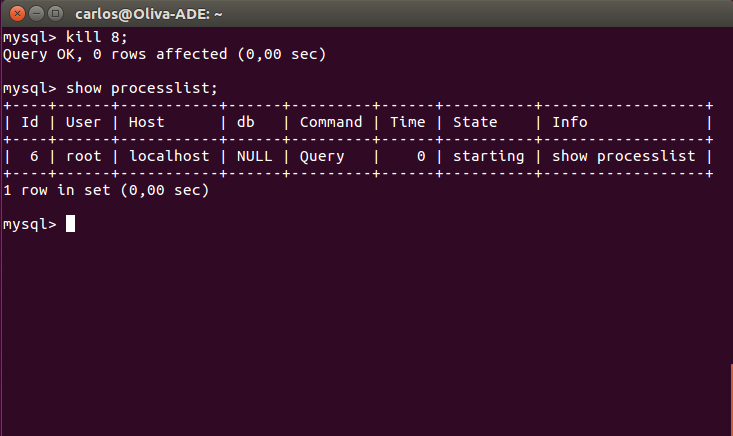 carlos@Oliva-ADE: ~
mysql> kill 8;
Query OK, 0 rows affected (0,00 sec)
mysql> show processlist;
+----+------+-----------+------+---------+------+----------+------------------+
| Id | User | Host      | db   | Command | Time | State    | Info             |
+----+------+-----------+------+---------+------+----------+------------------+
|  6 | root | localhost | NULL | Query   |    0 | starting | show processlist |
+----+------+-----------+------+---------+------+----------+------------------+
1 row in set (0,00 sec)
mysql>